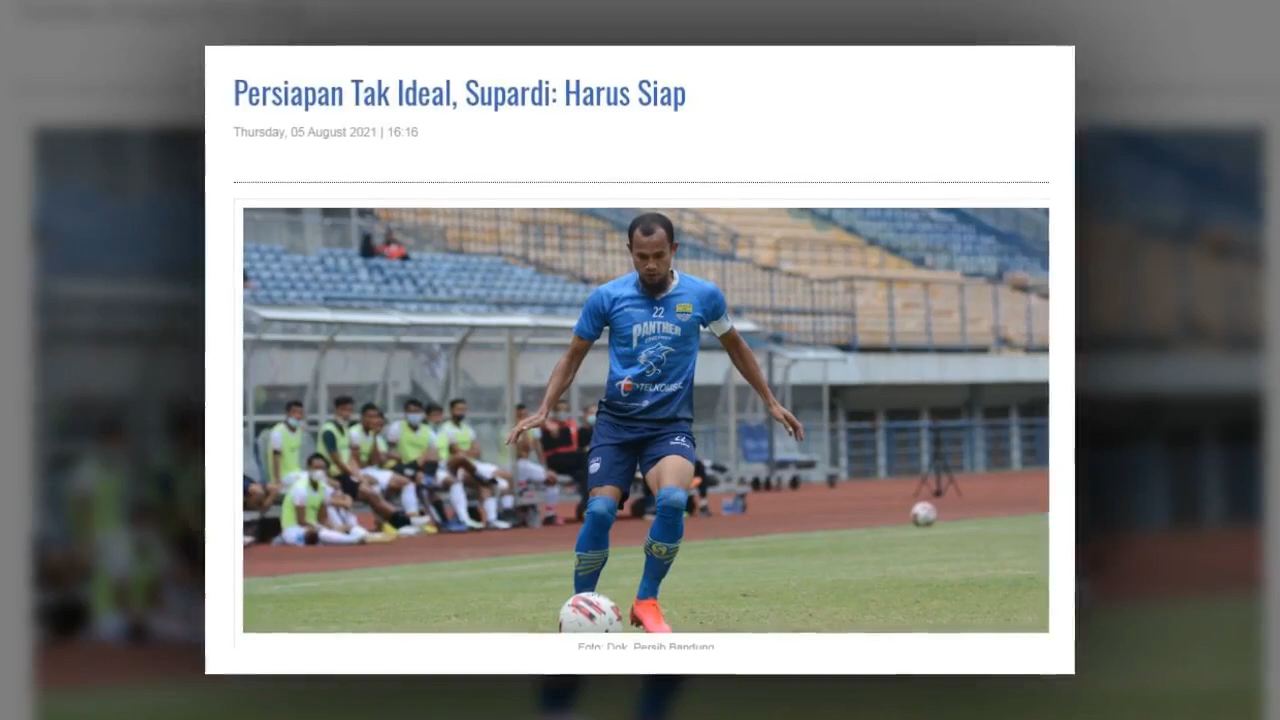 Persiapan Tak Ideal, Supardi: Harus Siap
Thursday, 05 August 2021 | 16:16
22
PANTHER
TELKOMSEL
22
Foto: Dok. Persib Bandung